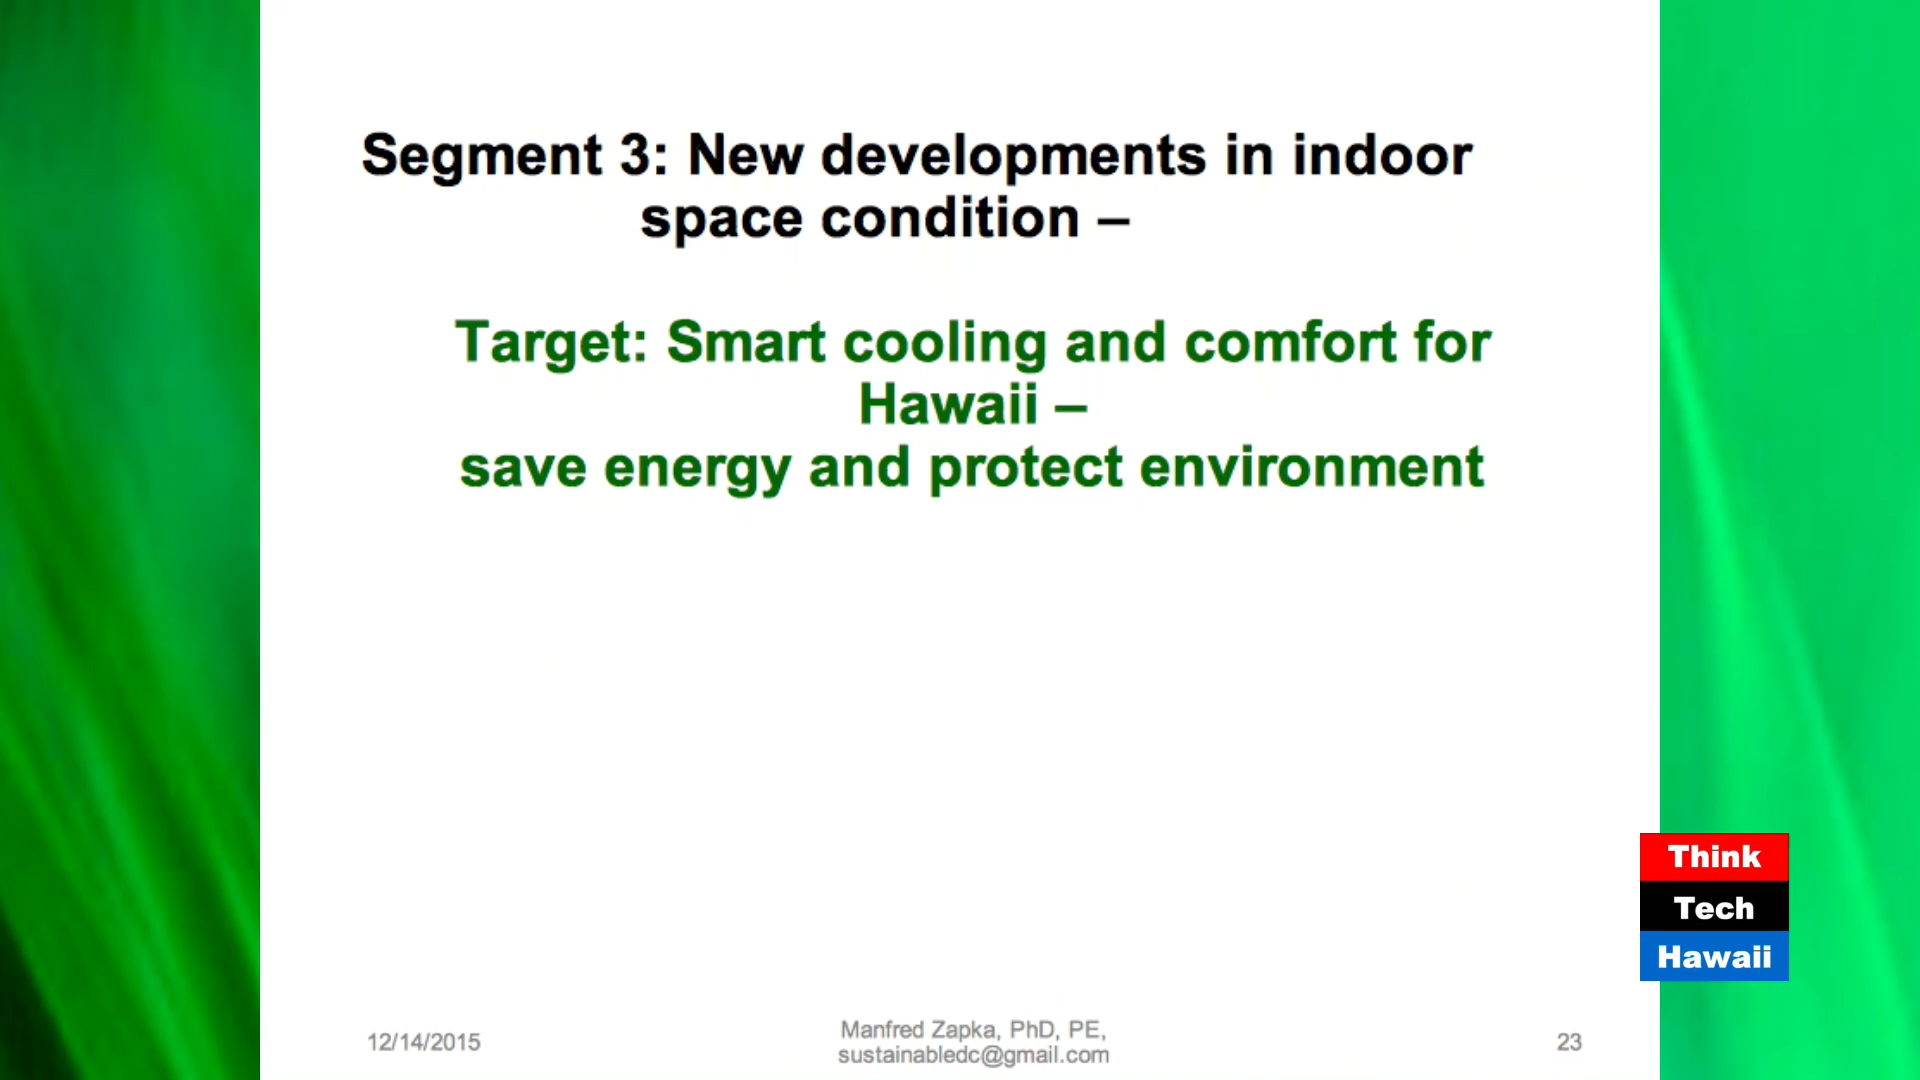 Segment 3: New developments in indoor
space condition –
Target: Smart cooling and comfort for
Hawaii –
save energy and protect environment
Think
Tech
Hawaii
12/14/2015
Manfred Zapka, PhD, PE,
sustainabledc@gmail.com
23